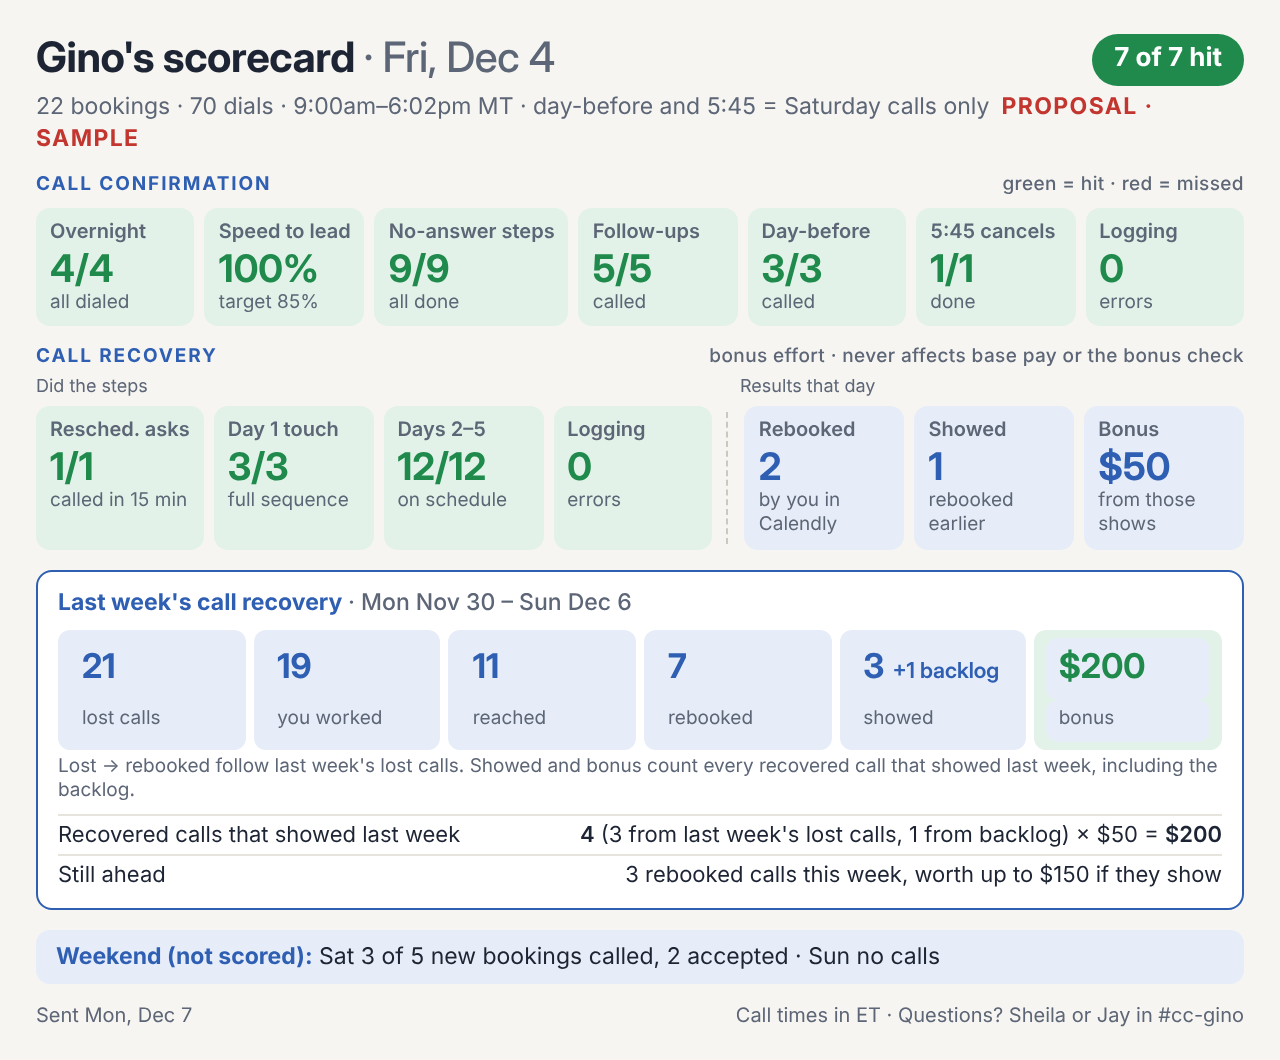 Gino's scorecard · Fri, Dec 4
7 of 7 hit
22 bookings · 70 dials · 9:00am–6:02pm MT · day-before and 5:45 = Saturday calls only PROPOSAL ·
SAMPLE
CALL CONFIRMATION
green = hit · red = missed
Overnight
4/4
all dialed
Speed to lead
100%
target 85%
No-answer steps
9/9
all done
Follow-ups
5/5
called
Day-before
3/3
called
5:45 cancels
1/1
done
Logging
0
errors
CALL RECOVERY
bonus effort · never affects base pay or the bonus check
Did the steps
Results that day
Resched. asks
1/1
called in 15 min
Day 1 touch
3/3
full sequence
Days 2–5
12/12
on schedule
Logging
0
errors
Rebooked
2
by you in
Calendly
Showed
1
rebooked
earlier
Bonus
$50
from those
shows
Last week's call recovery · Mon Nov 30 – Sun Dec 6
21
lost calls
19
you worked
11
reached
7
rebooked
3 +1 backlog
showed
$200
bonus
Lost → rebooked follow last week's lost calls. Showed and bonus count every recovered call that showed last week, including the
backlog.
Recovered calls that showed last week
4 (3 from last week's lost calls, 1 from backlog) × $50 = $200
Still ahead
3 rebooked calls this week, worth up to $150 if they show
Weekend (not scored): Sat 3 of 5 new bookings called, 2 accepted · Sun no calls
Sent Mon, Dec 7
Call times in ET · Questions? Sheila or Jay in #cc-gino